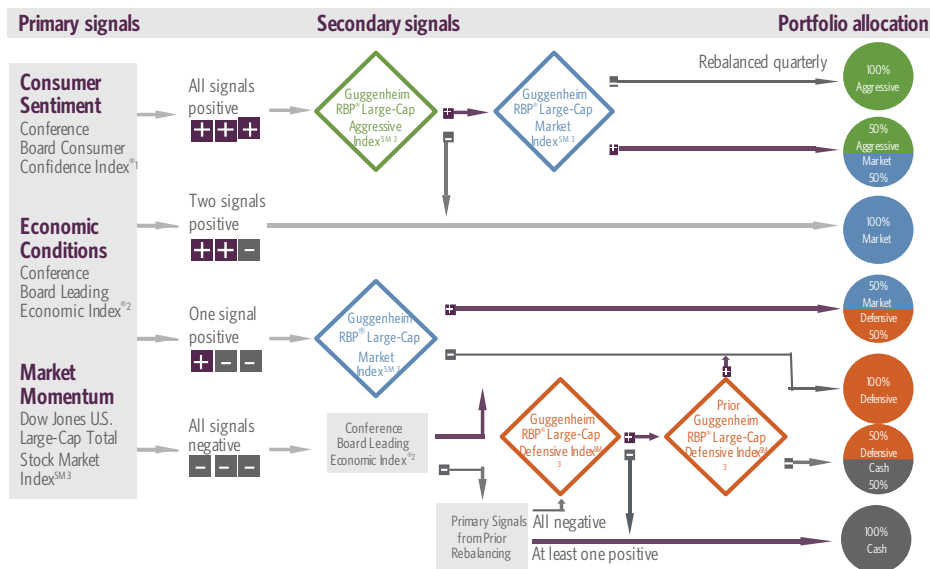 Primary signals
Secondary signals
Portfolio allocation
Consumer
Sentiment
Conference
Board Consumer
Confidence Index®1
Economic
Conditions
Conference
Board Leading
Economic Index®2
Market
Momentum
Dow Jones U.S.
Large-Cap Total
Stock Market
IndexSM3
All signals
positive
+ + +
Guggenheim
RBP® Large-Cap
Aggressive
IndexSM 3
+
-
Guggenheim
RBP® Large-Cap
Market
IndexSM 3
-
+
Rebalanced quarterly
100%
Aggressive
50%
Aggressive
Market
50%
Two signals
positive
+ + -
100%
Market
One signal
positive
+ - -
Guggenheim
RBP® Large-Cap
Market
IndexSM 3
+
-
50%
Market
Defensive
50%
100%
Defensive
All signals
negative
- - -
Conference
Board Leading
Economic Index®2
+
-
Primary Signals
from Prior
Rebalancing
All negative
At least one positive
Guggenheim
RBP® Large-Cap
Defensive IndexSM
3
+
-
Prior
Guggenheim
RBP® Large-Cap
Defensive IndexSM
3
+
-
50%
Defensive
Cash
50%
100%
Cash